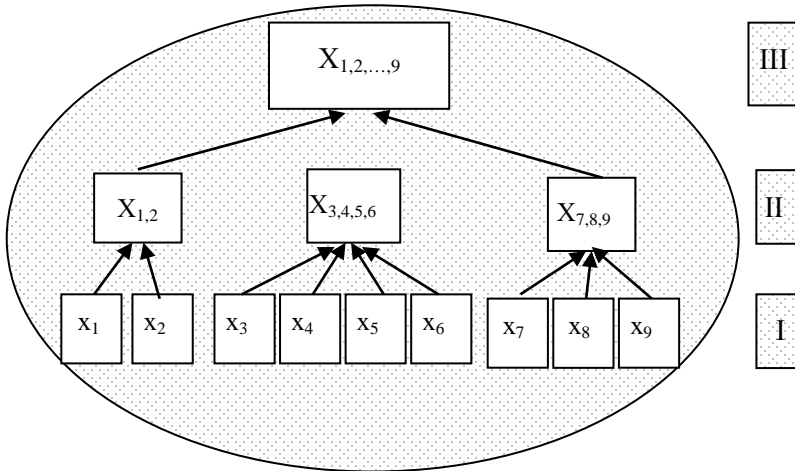 X₁,₂,…,₉
III
X₁,₂
X₃,₄,₅,₆
X₇,₈,₉
II
x₁
x₂
x₃
x₄
x₅
x₆
x₇
x₈
x₉
I